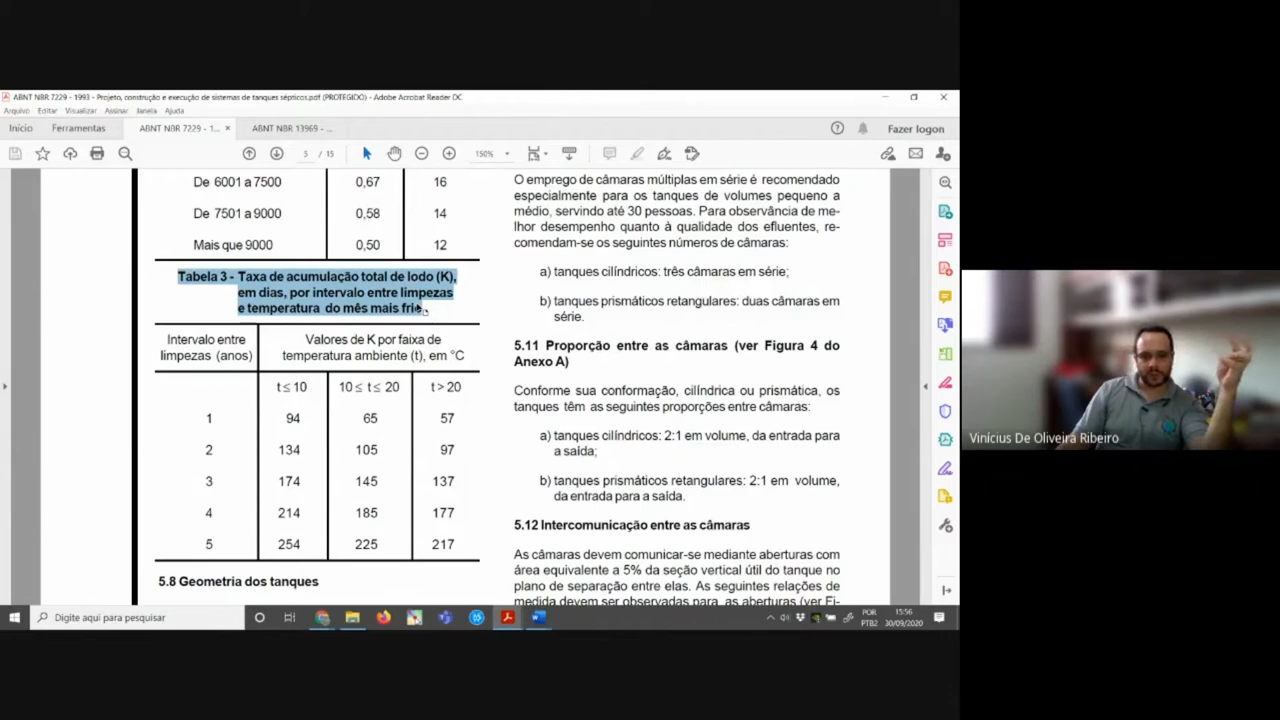 ABNT NBR 7229 - 1993 - Projeto, construção e execução de sistemas de tanques sépticos.pdf (PROTEGIDO) - Adobe Acrobat Reader DC
Arquivo Editar Visualizar Assinar Janela Ajuda
Início Ferramentas ABNT NBR 7229 - 1... × ABNT NBR 13969 - ... Fazer logon
5 / 15 150%
De 6001 a 7500 0,67 16
De 7501 a 9000 0,58 14
Mais que 9000 0,50 12
Tabela 3 - Taxa de acumulação total de lodo (K),
em dias, por intervalo entre limpezas
e temperatura do mês mais frio
Intervalo entre
limpezas (anos)
Valores de K por faixa de
temperatura ambiente (t), em °C
t ≤ 10 10 ≤ t ≤ 20 t > 20
1 94 65 57
2 134 105 97
3 174 145 137
4 214 185 177
5 254 225 217
5.8 Geometria dos tanques
O emprego de câmaras múltiplas em série é recomendado
especialmente para os tanques de volumes pequeno a
médio, servindo até 30 pessoas. Para observância de me-
lhor desempenho quanto à qualidade dos efluentes, re-
comendam-se os seguintes números de câmaras:
a) tanques cilíndricos: três câmaras em série;
b) tanques prismáticos retangulares: duas câmaras em
série.
5.11 Proporção entre as câmaras (ver Figura 4 do
Anexo A)
Conforme sua conformação, cilíndrica ou prismática, os
tanques têm as seguintes proporções entre câmaras:
a) tanques cilíndricos: 2:1 em volume, da entrada para
a saída;
b) tanques prismáticos retangulares: 2:1 em volume,
da entrada para a saída.
5.12 Intercomunicação entre as câmaras
As câmaras devem comunicar-se mediante aberturas com
área equivalente a 5% da seção vertical útil do tanque no
plano de separação entre elas. As seguintes relações de
medida devem ser observadas para as aberturas (ver Fi-
Vinícius De Oliveira Ribeiro
Digite aqui para pesquisar
POR
PTB2
15:56
30/09/2020